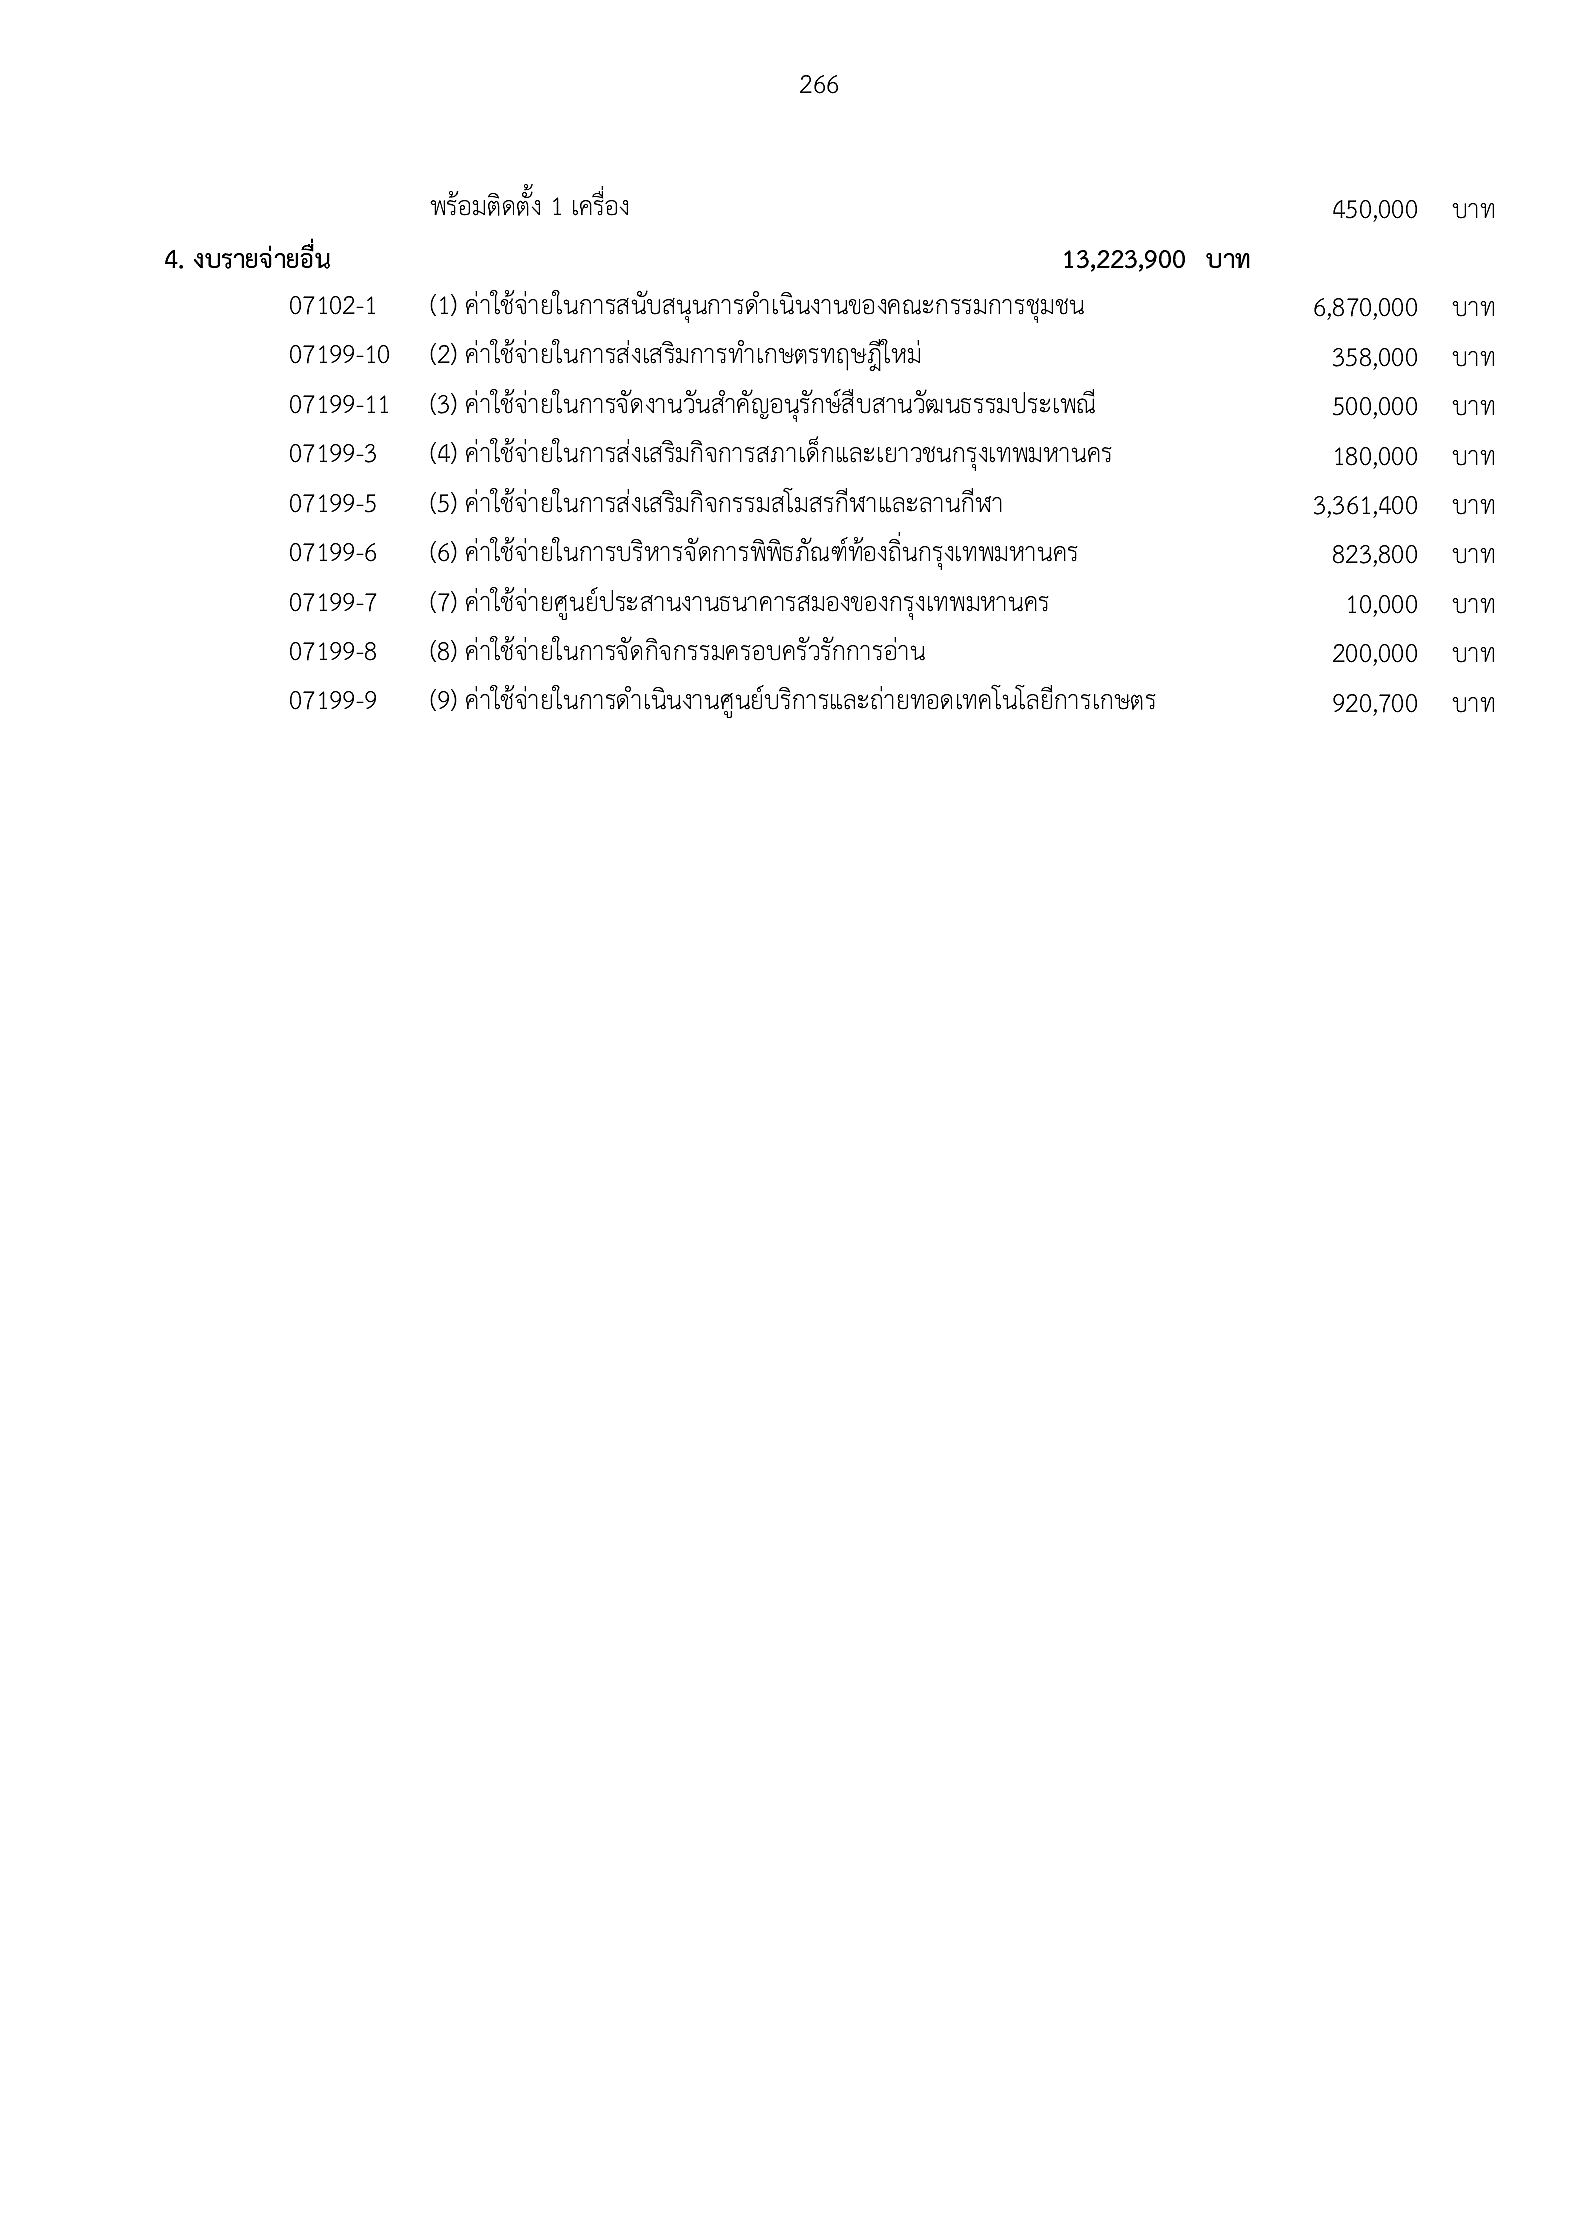 266
พร้อมติดตั้ง 1 เครื่อง 450,000 บาท
4. งบรายจ่ายอื่น 13,223,900 บาท
07102-1 (1) ค่าใช้จ่ายในการสนับสนุนการดำเนินงานของคณะกรรมการชุมชน 6,870,000 บาท
07199-10 (2) ค่าใช้จ่ายในการส่งเสริมการทำเกษตรทฤษฎีใหม่ 358,000 บาท
07199-11 (3) ค่าใช้จ่ายในการจัดงานวันสำคัญอนุรักษ์สืบสานวัฒนธรรมประเพณี 500,000 บาท
07199-3 (4) ค่าใช้จ่ายในการส่งเสริมกิจการสภาเด็กและเยาวชนกรุงเทพมหานคร 180,000 บาท
07199-5 (5) ค่าใช้จ่ายในการส่งเสริมกิจกรรมสโมสรกีฬาและลานกีฬา 3,361,400 บาท
07199-6 (6) ค่าใช้จ่ายในการบริหารจัดการพิพิธภัณฑ์ท้องถิ่นกรุงเทพมหานคร 823,800 บาท
07199-7 (7) ค่าใช้จ่ายศูนย์ประสานงานธนาคารสมองของกรุงเทพมหานคร 10,000 บาท
07199-8 (8) ค่าใช้จ่ายในการจัดกิจกรรมครอบครัวรักการอ่าน 200,000 บาท
07199-9 (9) ค่าใช้จ่ายในการดำเนินงานศูนย์บริการและถ่ายทอดเทคโนโลยีการเกษตร 920,700 บาท